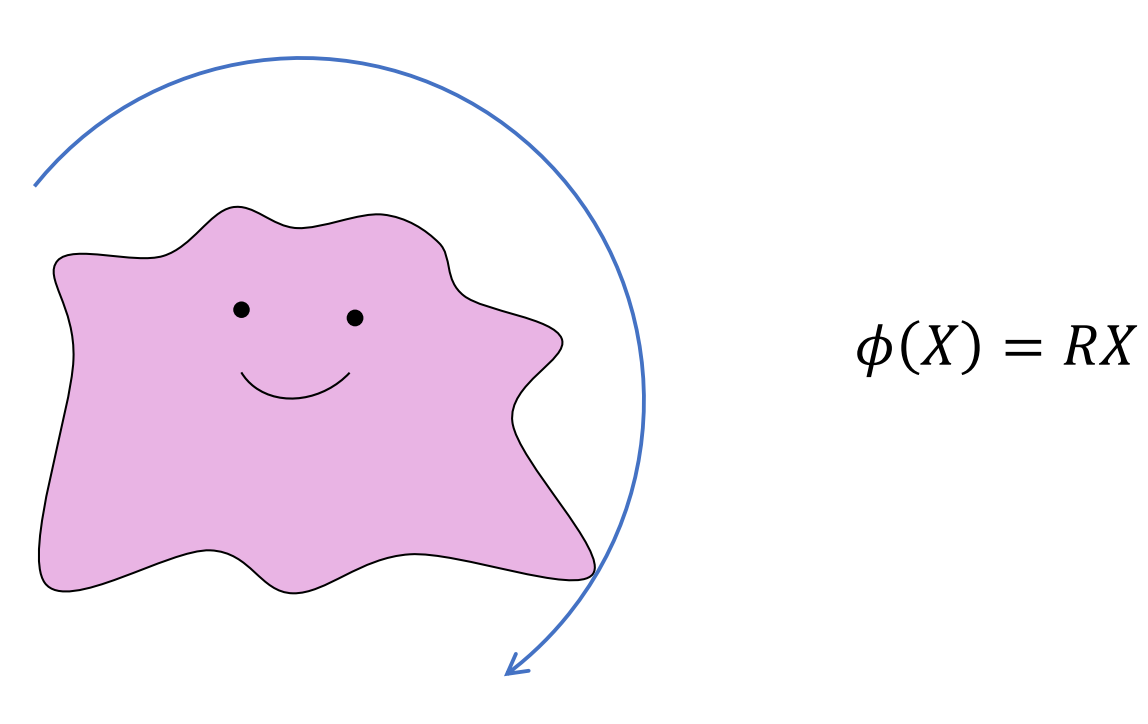 𝜙(𝑋) = 𝑅𝑋